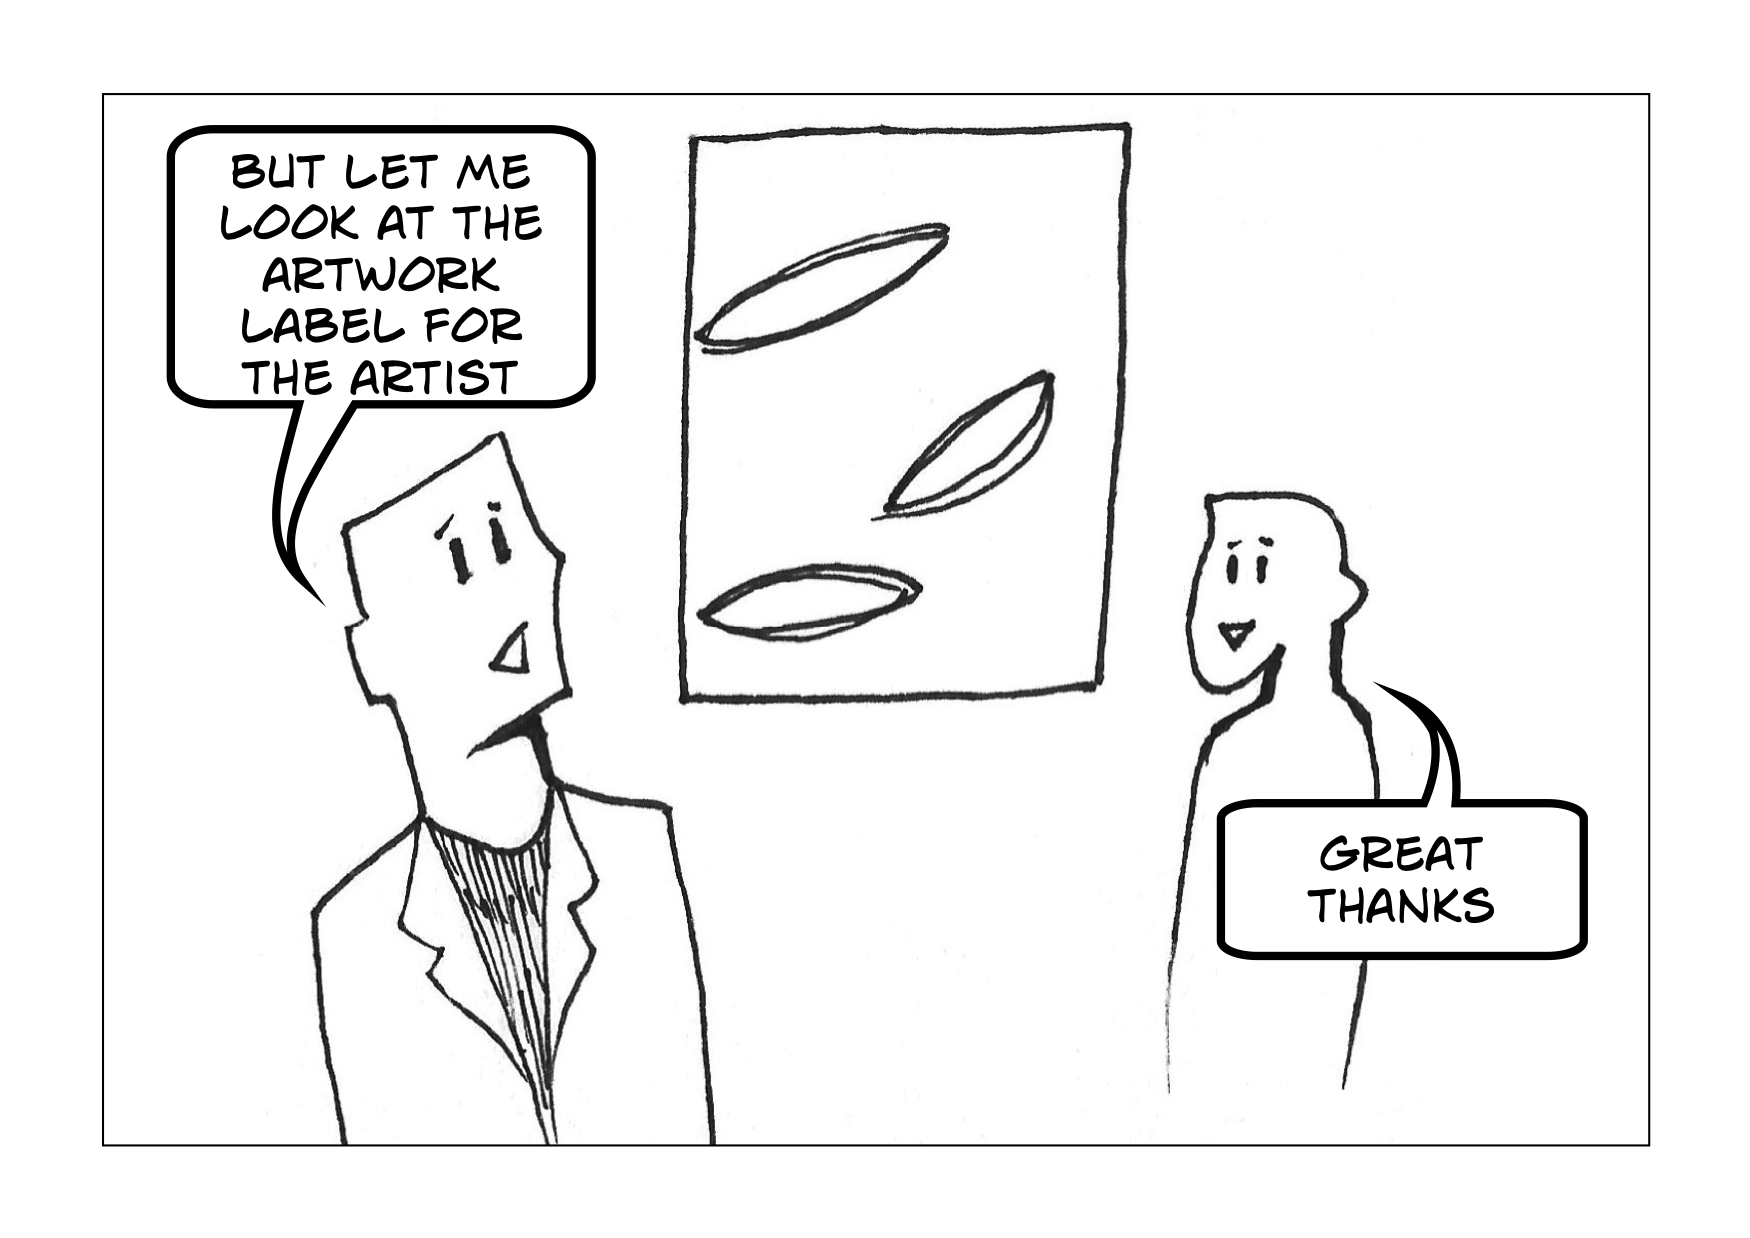 BUT LET ME
LOOK AT THE
ARTWORK
LABEL FOR
THE ARTIST
GREAT
THANKS